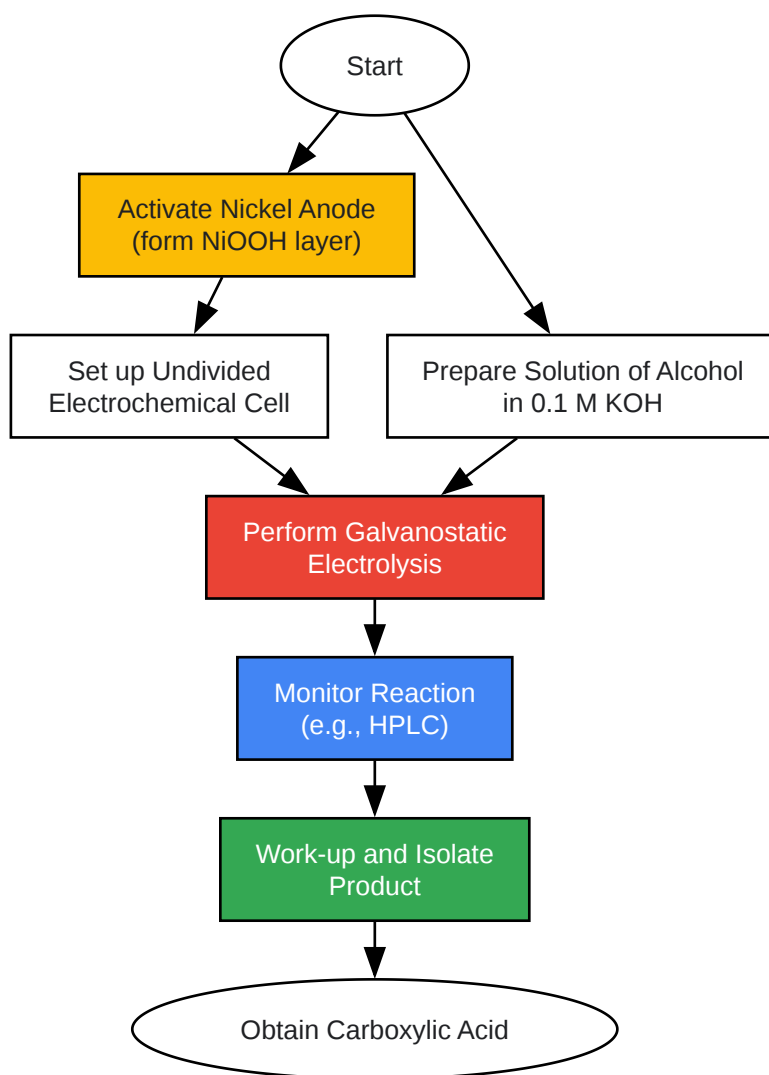 Start
Activate Nickel Anode
(form NiOOH layer)
Set up Undivided
Electrochemical Cell
Prepare Solution of Alcohol
in 0.1 M KOH
Perform Galvanostatic
Electrolysis
Monitor Reaction
(e.g., HPLC)
Work-up and Isolate
Product
Obtain Carboxylic Acid